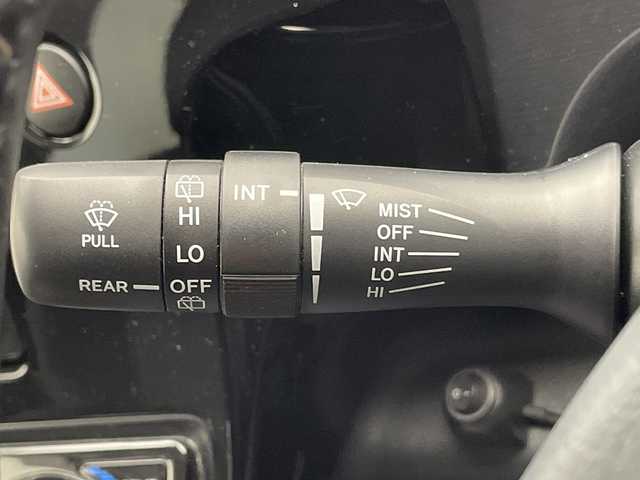 PULL
REAR
HI
LO
OFF
INT
MIST
OFF
INT
LO
HI